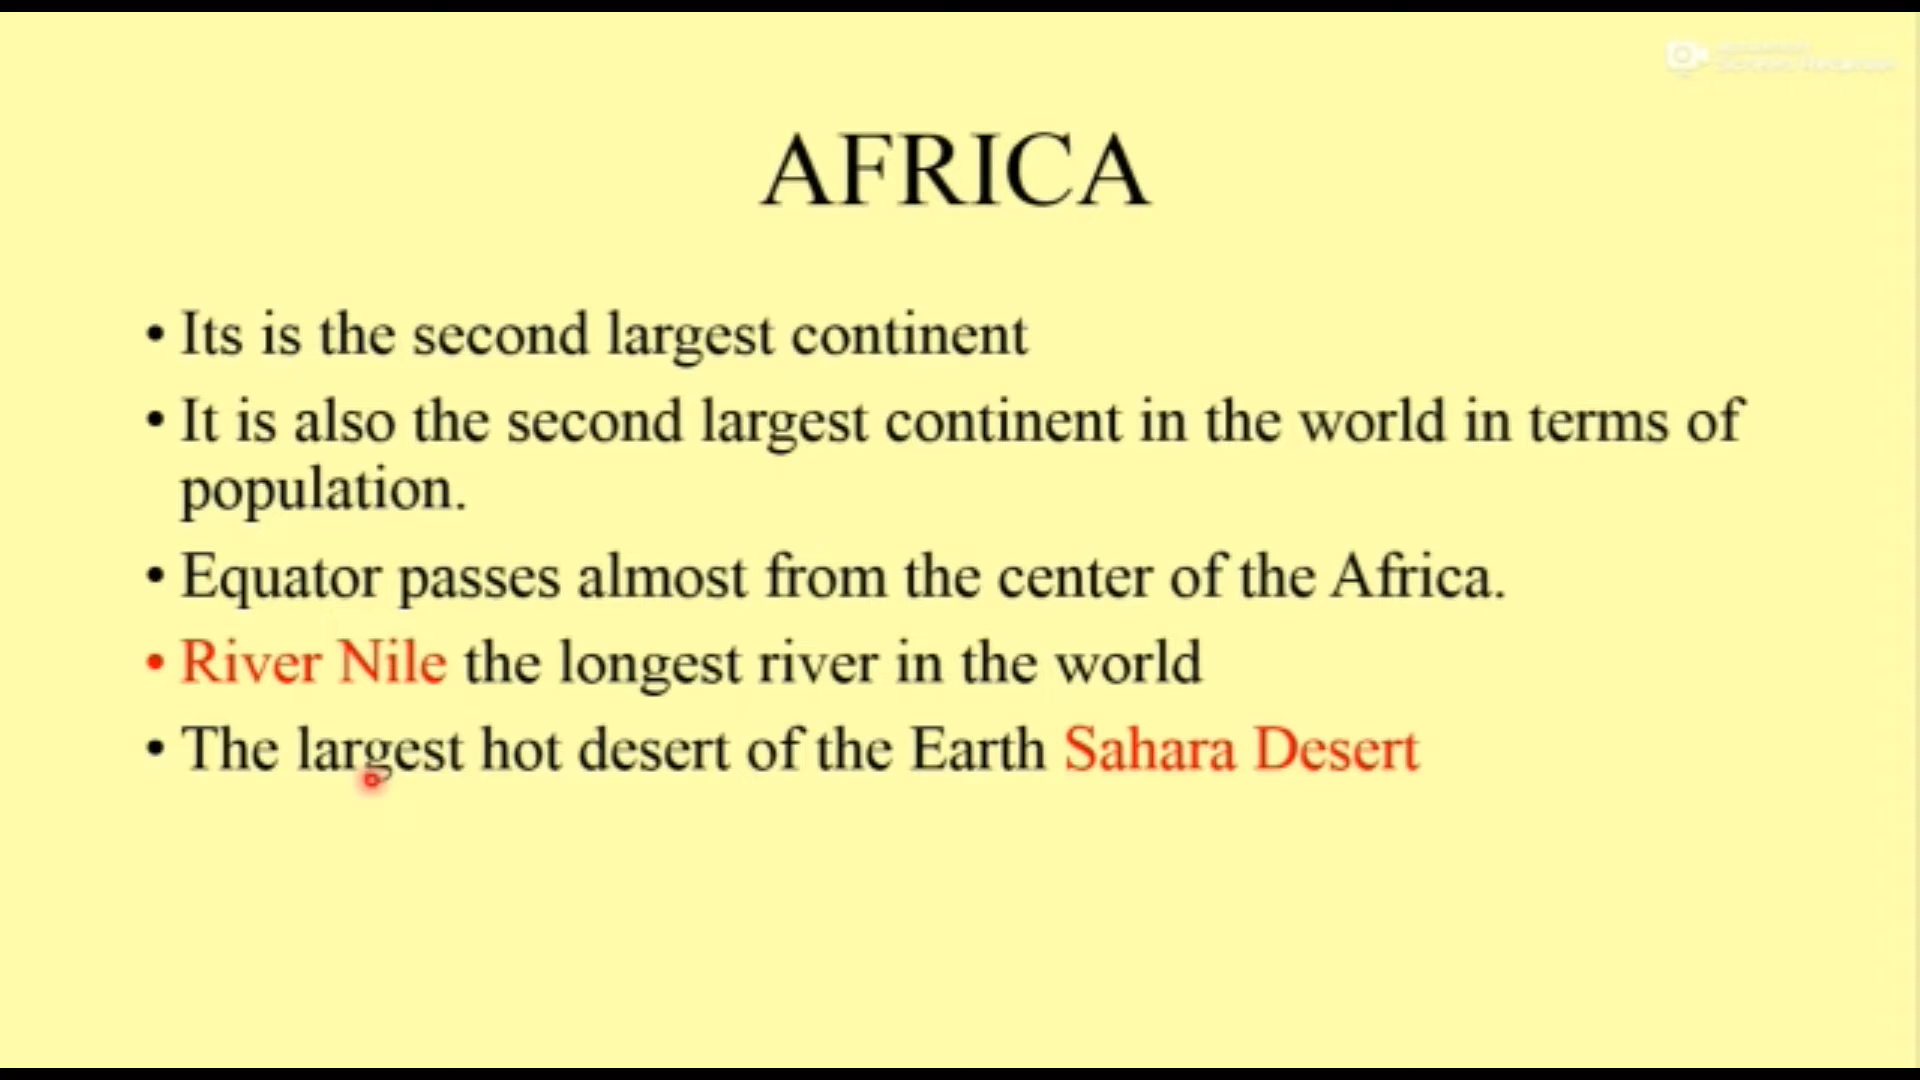 AFRICA
• Its is the second largest continent
• It is also the second largest continent in the world in terms of
population.
• Equator passes almost from the center of the Africa.
• River Nile the longest river in the world
• The largest hot desert of the Earth Sahara Desert